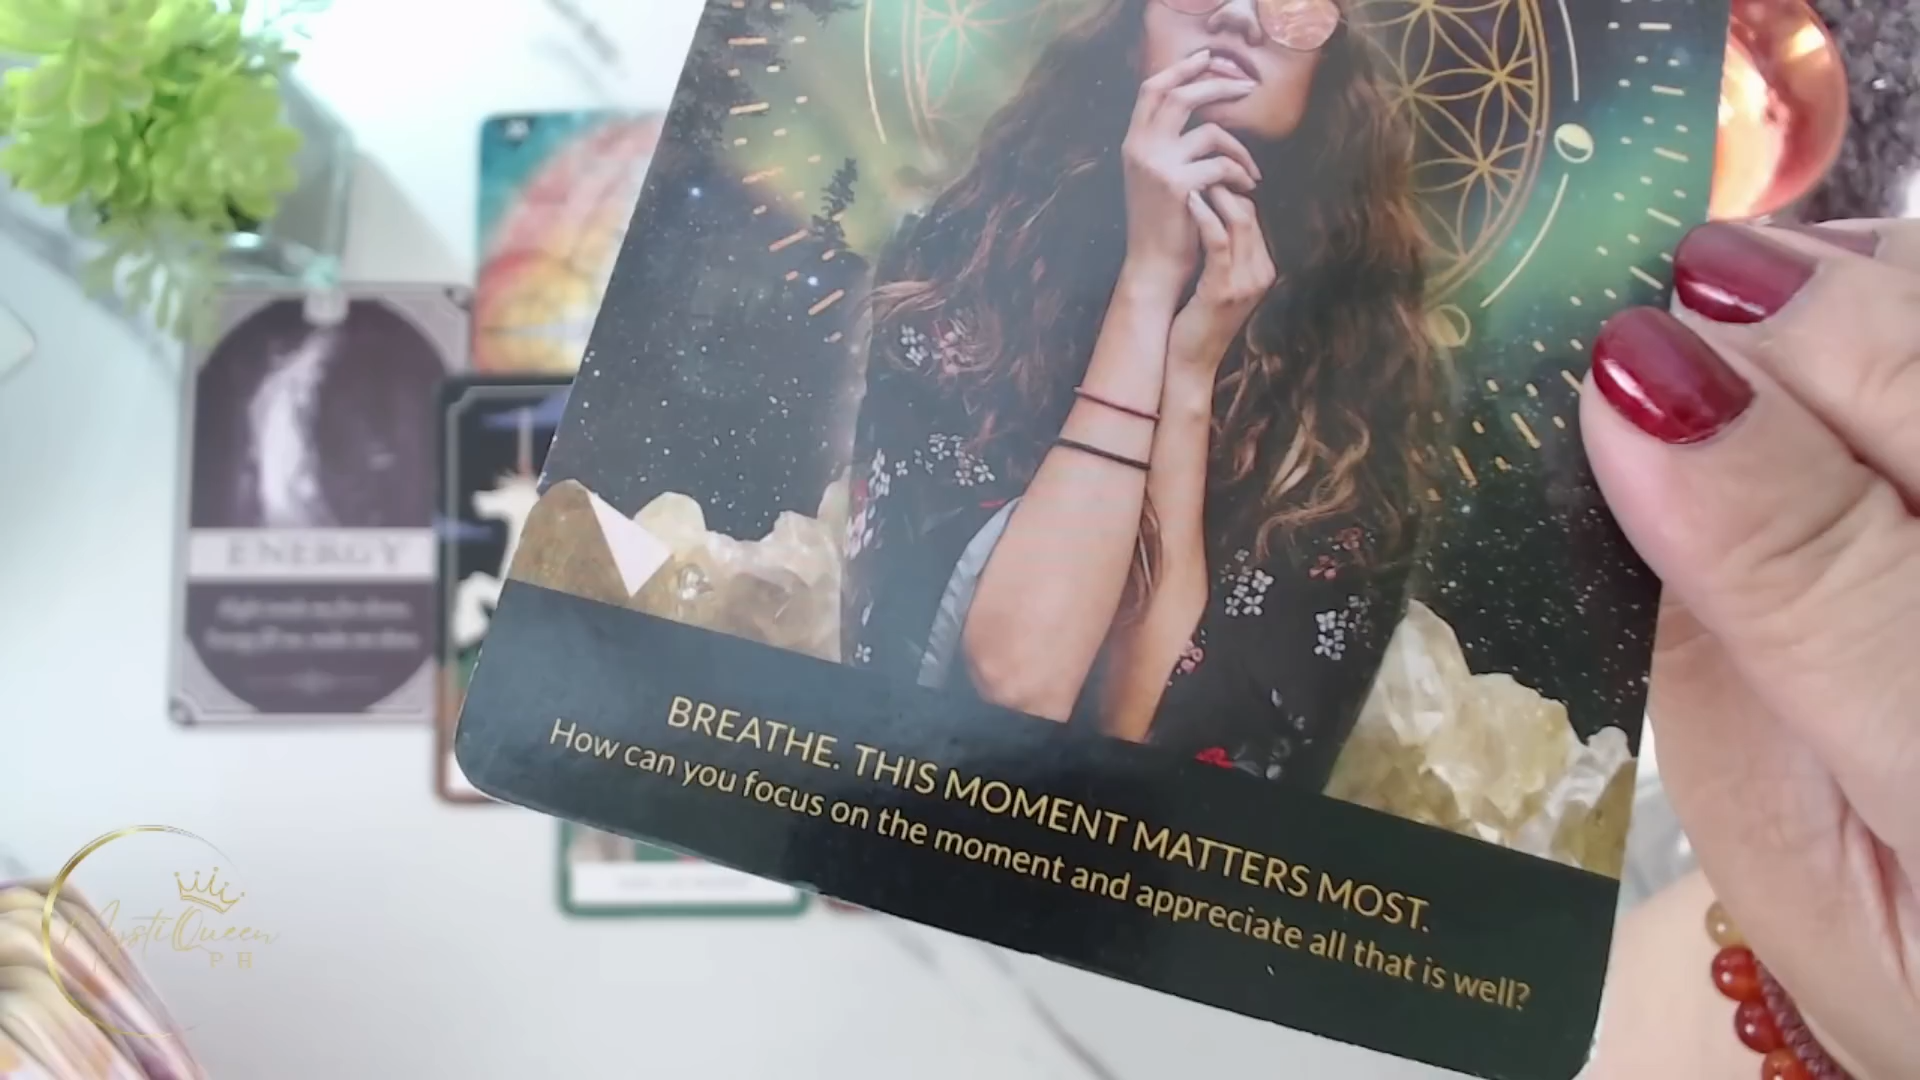 ENERGY
BREATHE. THIS MOMENT MATTERS MOST.
How can you focus on the moment and appreciate all that is well?
MystiQueen
PH